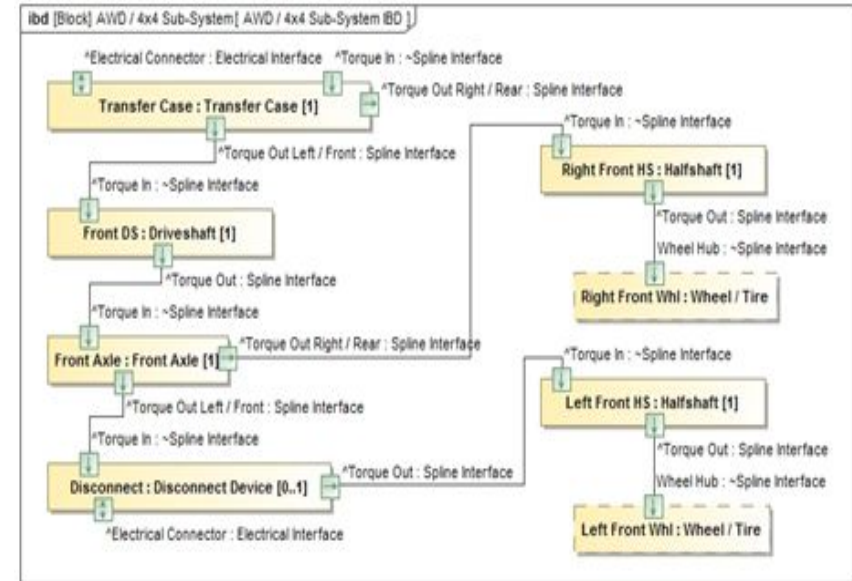 ibd [Block] AWD / 4x4 Sub-System[ AWD / 4x4 Sub-System IBD ]
^Electrical Connector : Electrical Interface
^Torque In : ~Spline Interface
^Torque Out Right / Rear : Spline Interface
Transfer Case : Transfer Case [1]
^Torque Out Left / Front : Spline Interface
^Torque In : ~Spline Interface
Front DS : Driveshaft [1]
^Torque Out : Spline Interface
^Torque In : ~Spline Interface
Front Axle : Front Axle [1]
^Torque Out Right / Rear : Spline Interface
^Torque Out Left / Front : Spline Interface
^Torque In : ~Spline Interface
Disconnect : Disconnect Device [0..1]
^Torque Out : Spline Interface
^Electrical Connector : Electrical Interface
^Torque In : ~Spline Interface
Right Front HS : Halfshaft [1]
^Torque Out : Spline Interface
Wheel Hub : ~Spline Interface
Right Front Whl : Wheel / Tire
^Torque In : ~Spline Interface
Left Front HS : Halfshaft [1]
^Torque Out : Spline Interface
Wheel Hub : ~Spline Interface
Left Front Whl : Wheel / Tire